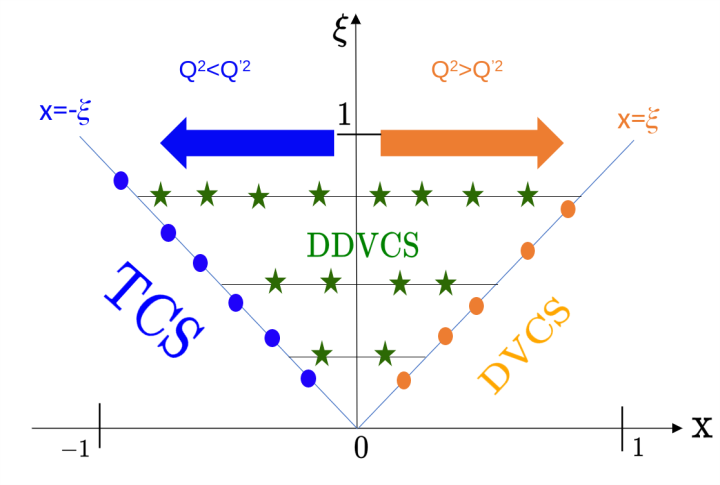 ξ
Q²<Q'²
Q²>Q'²
x=-ξ
1
x=ξ
DDVCS
TCS
DVCS
x
−1
0
1